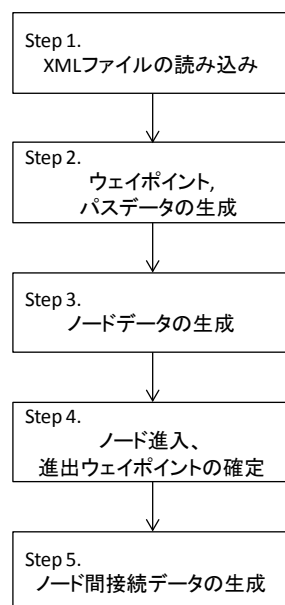 Step 1.
XMLファイルの読み込み
Step 2.
ウェイポイント,
パスデータの生成
Step 3.
ノードデータの生成
Step 4.
ノード進入、
進出ウェイポイントの確定
Step 5.
ノード間接続データの生成